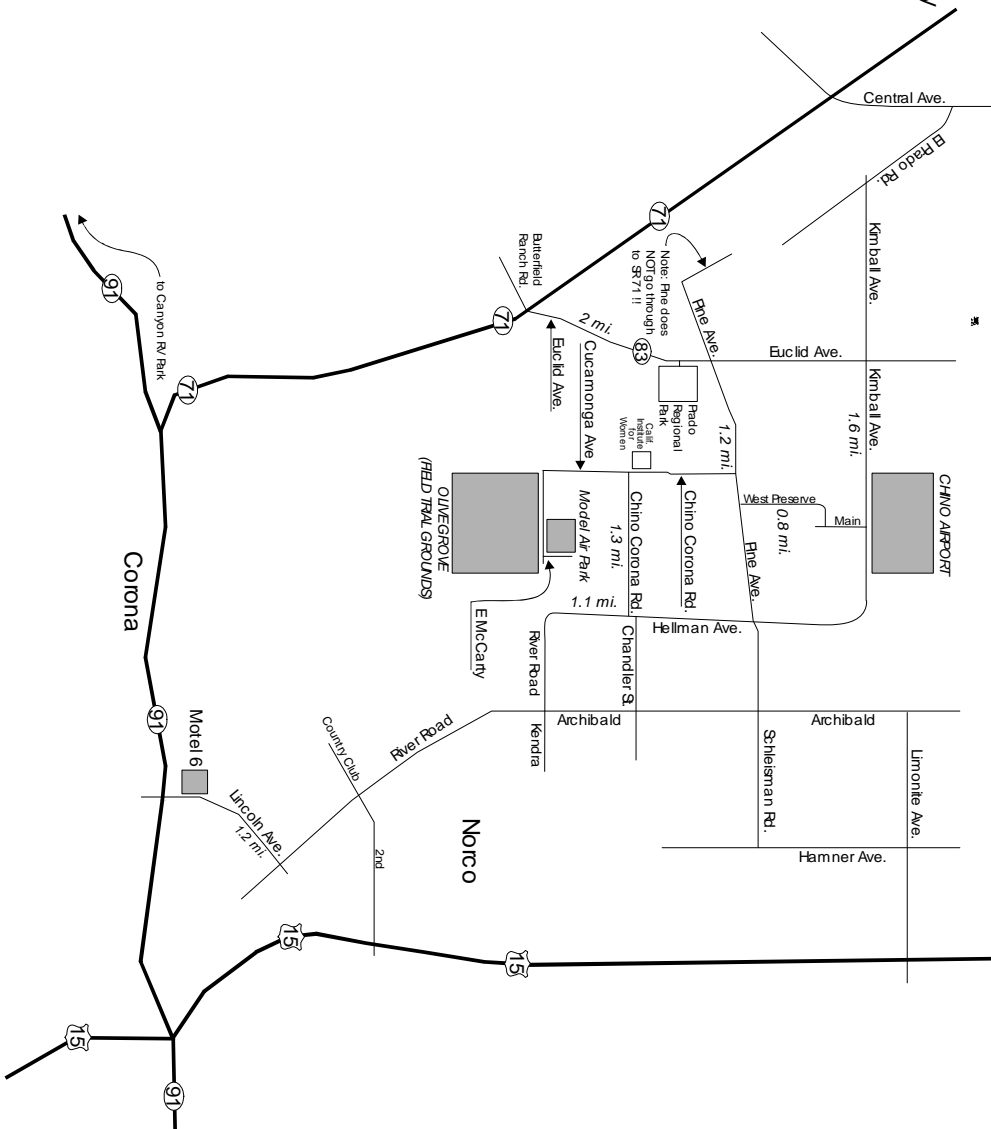 Central Ave.
El Prado Rd.
Kimball Ave.
71
Note: Pine does
NOT go through
to SR71 !!
Pine Ave.
Butterfield
Ranch Rd.
2 mi.
83
Euclid Ave.
Kimball Ave.
1.6 mi.
to Canyon RV Park
91
71
71
Euclid Ave.
Cucamonga Ave
Prado
Regional
Park
Calif.
Institute
for
Women
1.2 mi.
CHINO AIRPORT
West Preserve
0.8 mi.
Main
OLIVEGROVE
(FIELD TRIAL GROUNDS)
Model Air Park
Chino Corona Rd.
1.3 mi.
Chino Corona Rd.
Pine Ave.
Corona
1.1 mi.
E McCarty
Hellman Ave.
River Road
Chandler St.
91
Motel 6
Country Club
River Road
Kendra
Archibald
Archibald
Schleisman Rd.
Limonite Ave.
Lincoln Ave.
1.2 mi.
2nd
Norco
Hamner Ave.
15
15
15
91